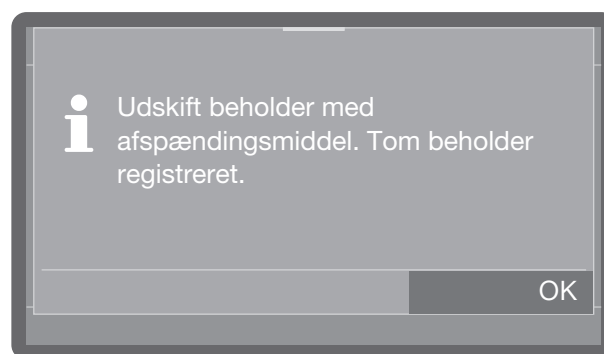 Udskift beholder med
afspændingsmiddel. Tom beholder
registreret.
OK